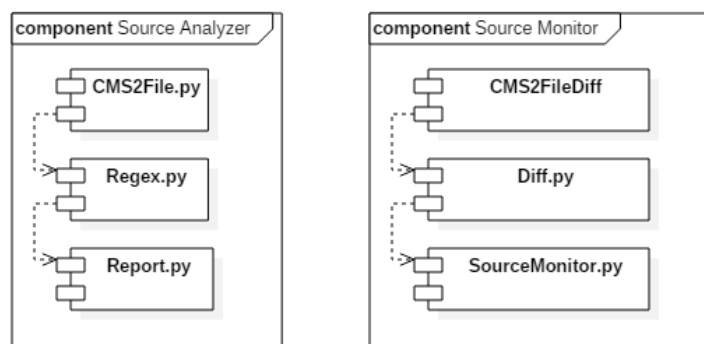 component Source Analyzer
CMS2File.py
Regex.py
Report.py
component Source Monitor
CMS2FileDiff
Diff.py
SourceMonitor.py